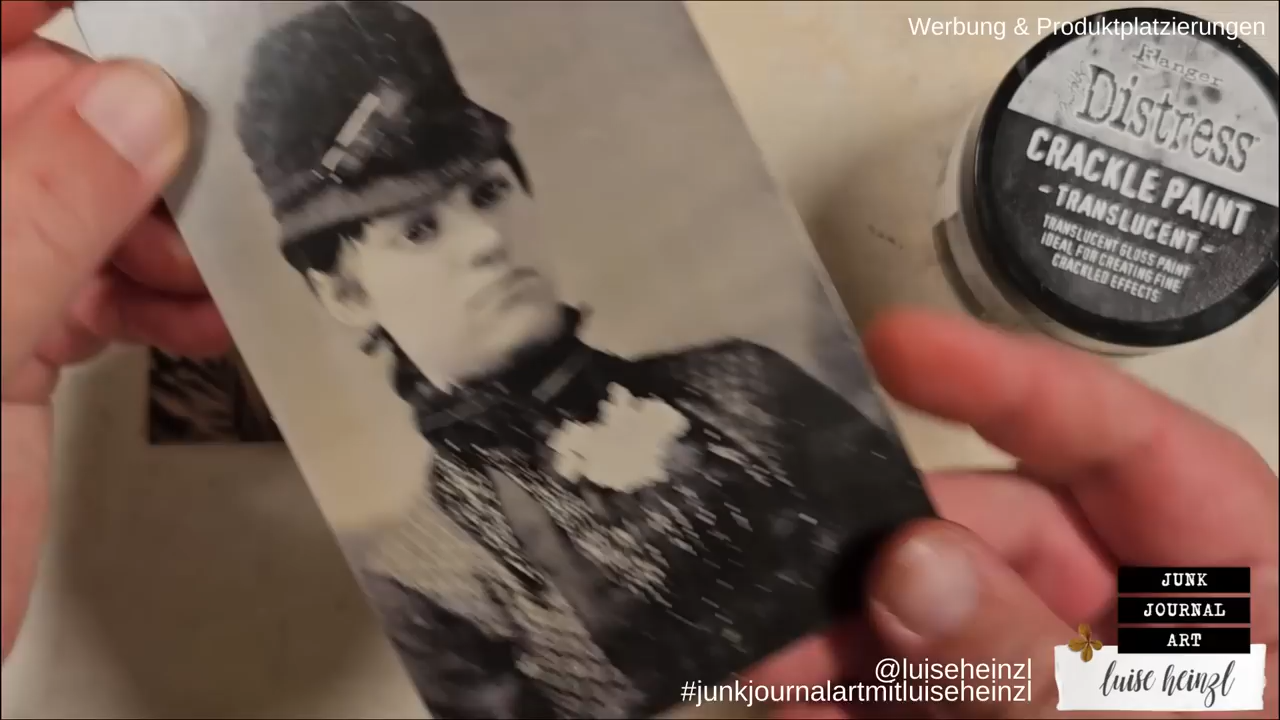 Werbung & Produktplatzierungen
Ranger
Distress
CRACKLE PAINT
- TRANSLUCENT -
TRANSLUCENT GLOSS PAINT
IDEAL FOR CREATING FINE
CRACKLED EFFECTS
JUNK
JOURNAL
ART
luise heinzl
@luiseheinzl
#junkjournalartmitluiseheinzl